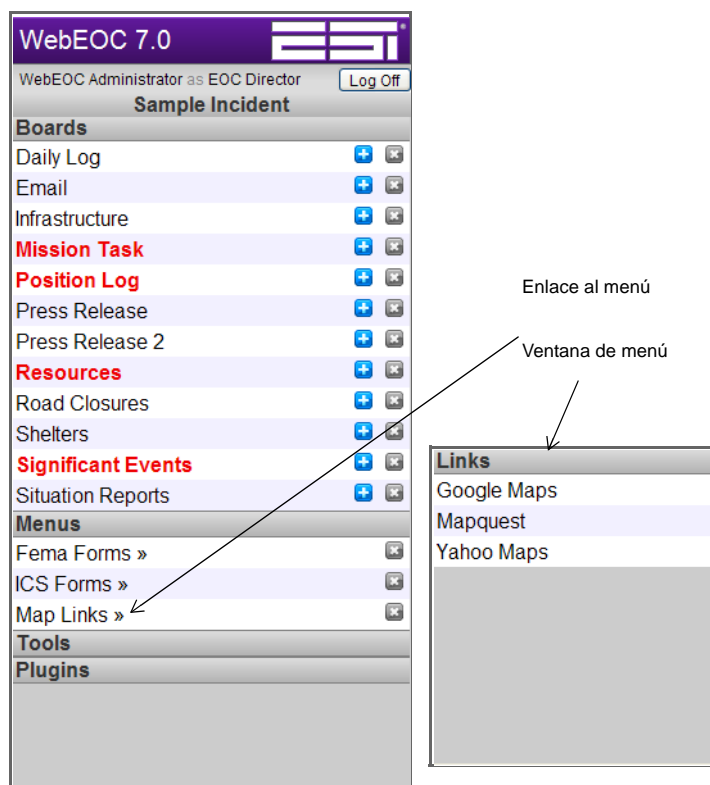 WebEOC 7.0
ESi
WebEOC Administrator as EOC Director
Log Off
Sample Incident
Boards
Daily Log
Email
Infrastructure
Mission Task
Position Log
Press Release
Press Release 2
Resources
Road Closures
Shelters
Significant Events
Situation Reports
Menus
Fema Forms »
ICS Forms »
Map Links »
Tools
Plugins
Enlace al menú
Ventana de menú
Links
Google Maps
Mapquest
Yahoo Maps